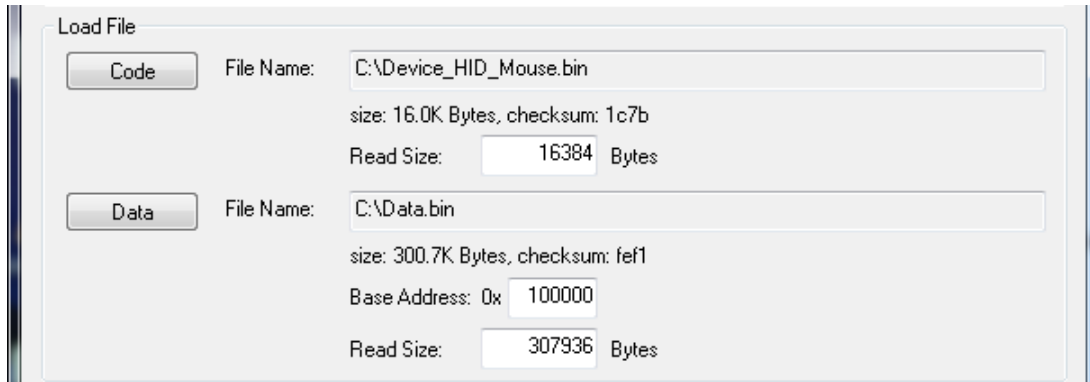 Load File
Code File Name: C:\Device_HID_Mouse.bin
size: 16.0K Bytes, checksum: 1c7b
Read Size: 16384 Bytes
Data File Name: C:\Data.bin
size: 300.7K Bytes, checksum: fef1
Base Address: 0x 100000
Read Size: 307936 Bytes